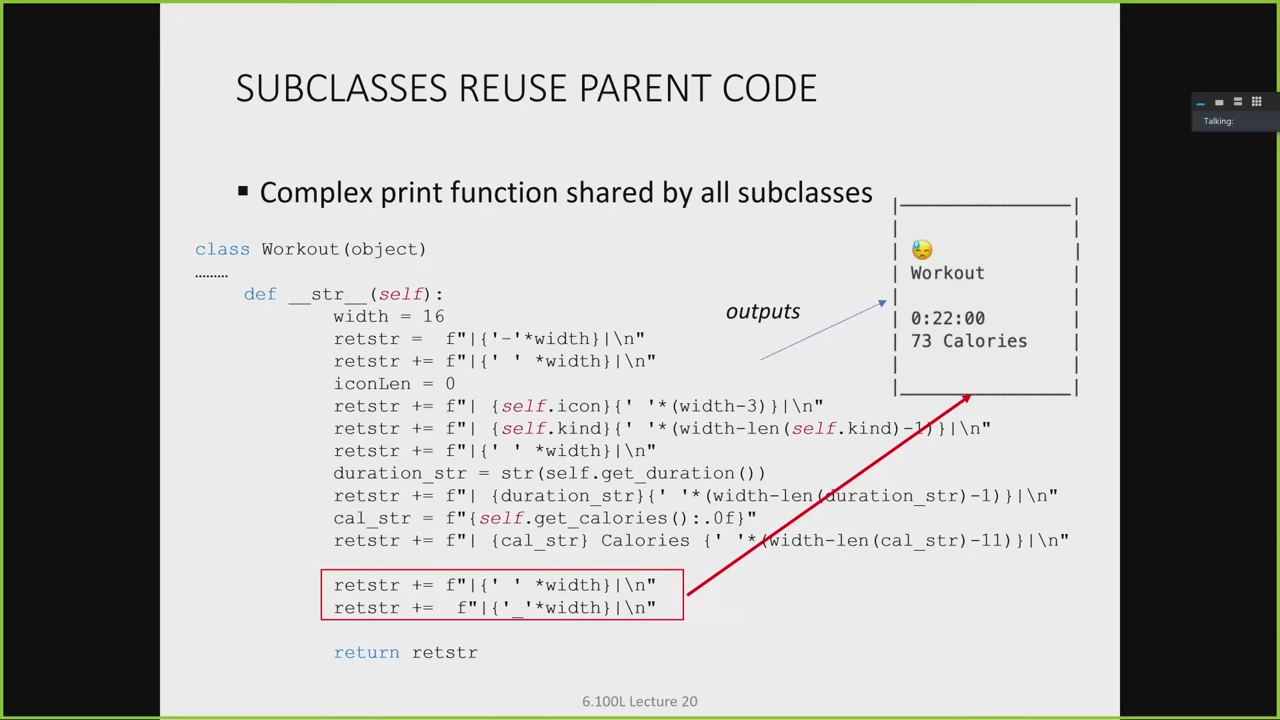 SUBCLASSES REUSE PARENT CODE
Talking:
▪ Complex print function shared by all subclasses
class Workout(object)
………
def __str__(self):
width = 16
retstr = f"|{'-'*width}|\n"
retstr += f"|{' ' *width}|\n"
iconLen = 0
retstr += f"| {self.icon}{' '*(width-3)}|\n"
retstr += f"| {self.kind}{' '*(width-len(self.kind)-1)}|\n"
retstr += f"|{' ' *width}|\n"
duration_str = str(self.get_duration())
retstr += f"| {duration_str}{' '*(width-len(duration_str)-1)}|\n"
cal_str = f"{self.get_calories():.0f}"
retstr += f"| {cal_str} Calories {' '*(width-len(cal_str)-11)}|\n"
retstr += f"|{' ' *width}|\n"
retstr += f"|{'_'*width}|\n"
return retstr
outputs
|————————————————|
| |
| 😓 |
| Workout |
| |
| 0:22:00 |
| 73 Calories |
| |
|________________|
6.100L Lecture 20